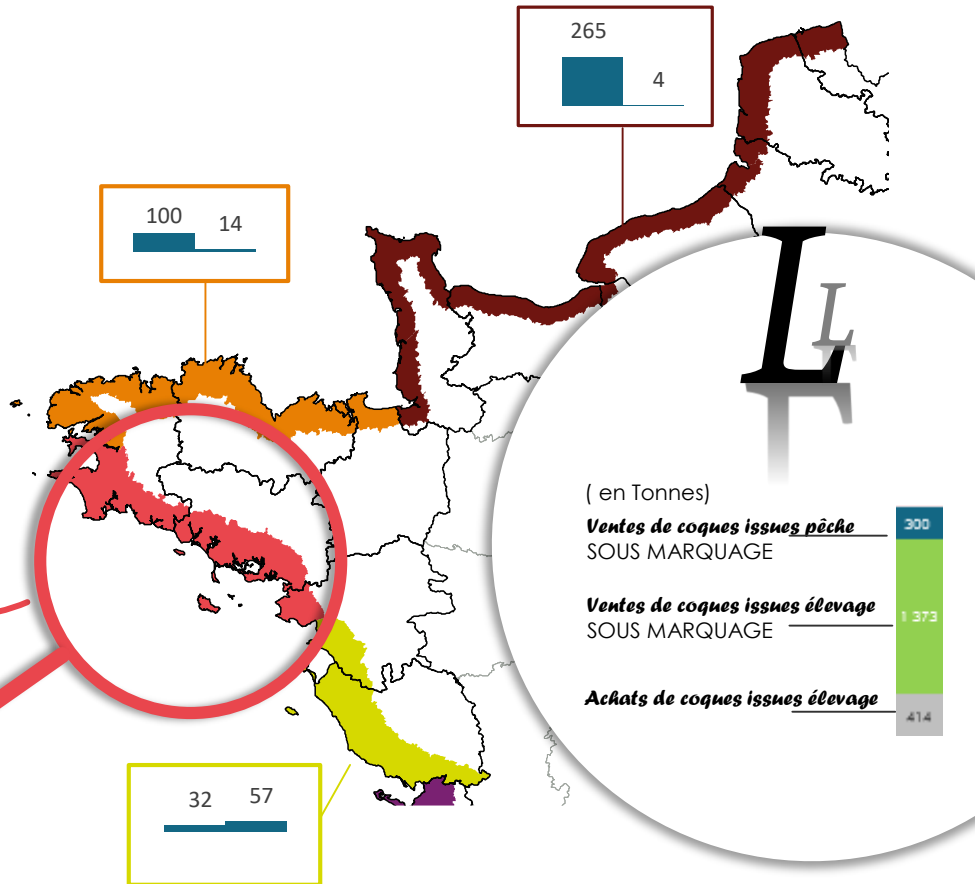 265
4
100
14
L
L
( en Tonnes)
Ventes de coques issues pêche
SOUS MARQUAGE
300
Ventes de coques issues élevage
SOUS MARQUAGE
1 373
Achats de coques issues élevage
414
32
57